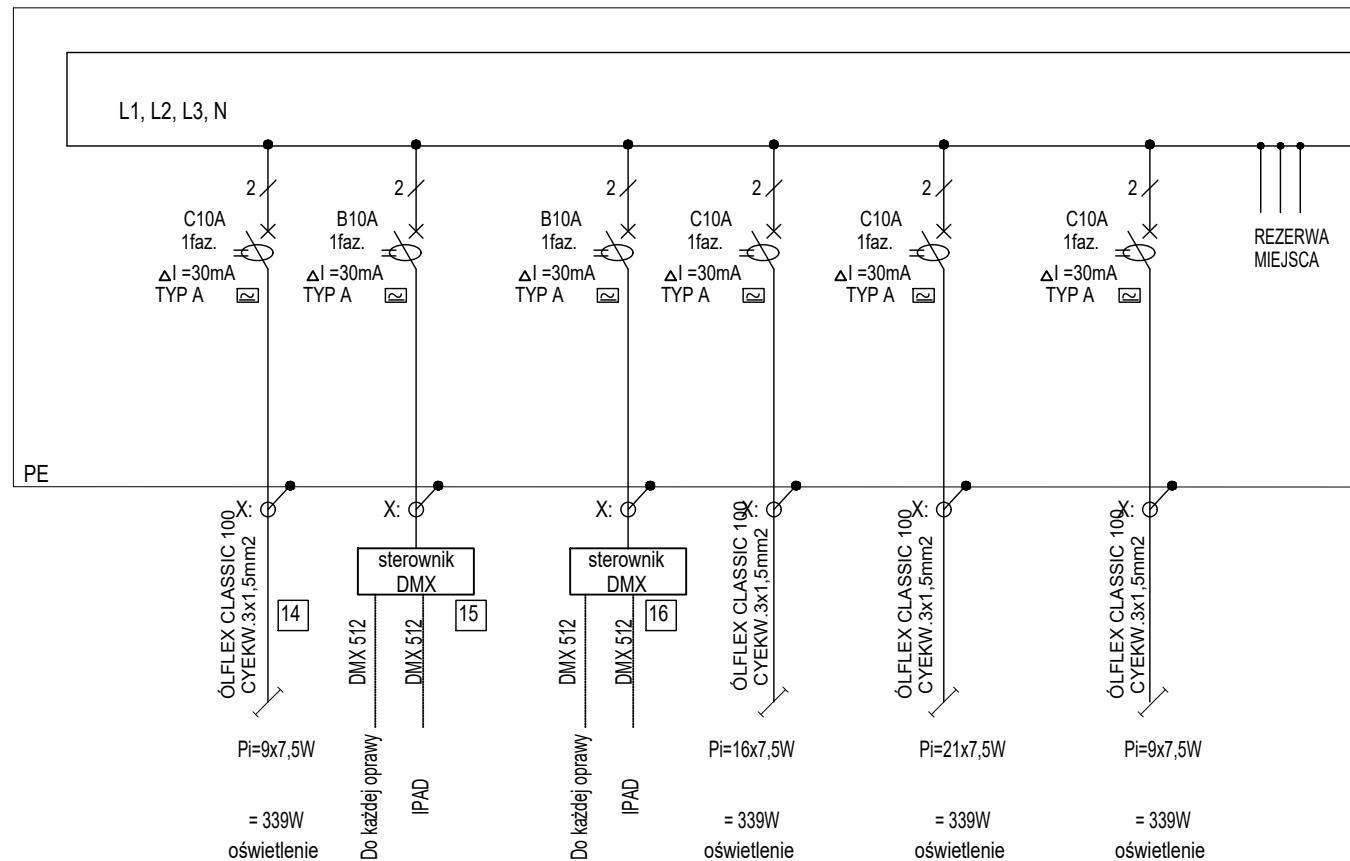 L1, L2, L3, N
2
C10A
1faz.
ΔI =30mA
TYP A
2
B10A
1faz.
ΔI =30mA
TYP A
2
B10A
1faz.
ΔI =30mA
TYP A
2
C10A
1faz.
ΔI =30mA
TYP A
2
C10A
1faz.
ΔI =30mA
TYP A
2
C10A
1faz.
ΔI =30mA
TYP A
REZERWA
MIEJSCA
PE
X:
ÓLFLEX CLASSIC 100
CYEKW.3x1,5mm2
14
Pi=9x7,5W
= 339W
oświetlenie
X:
sterownik
DMX
15
DMX 512
DMX 512
Do każdej oprawy
IPAD
X:
sterownik
DMX
16
DMX 512
DMX 512
Do każdej oprawy
IPAD
X:
ÓLFLEX CLASSIC 100
CYEKW.3x1,5mm2
Pi=16x7,5W
= 339W
oświetlenie
X:
ÓLFLEX CLASSIC 100
CYEKW.3x1,5mm2
Pi=21x7,5W
= 339W
oświetlenie
X:
ÓLFLEX CLASSIC 100
CYEKW.3x1,5mm2
Pi=9x7,5W
= 339W
oświetlenie